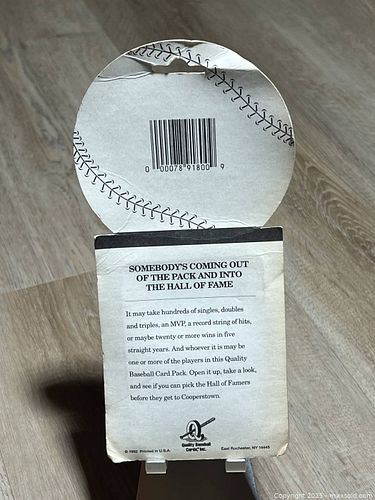 0 00078 91800 9
SOMEBODY'S COMING OUT
OF THE PACK AND INTO
THE HALL OF FAME
It may take hundreds of singles, doubles
and triples, an MVP, a record string of hits,
or maybe twenty or more wins in five
straight years. And whoever it is may be
one or more of the players in this Quality
Baseball Card Pack. Open it up, take a look,
and see if you can pick the Hall of Famers
before they get to Cooperstown.
Quality Baseball
Cards, Inc.
© 1992 Printed in U.S.A. East Rochester, NY 14445
Copyright 2025 - maxsold.com